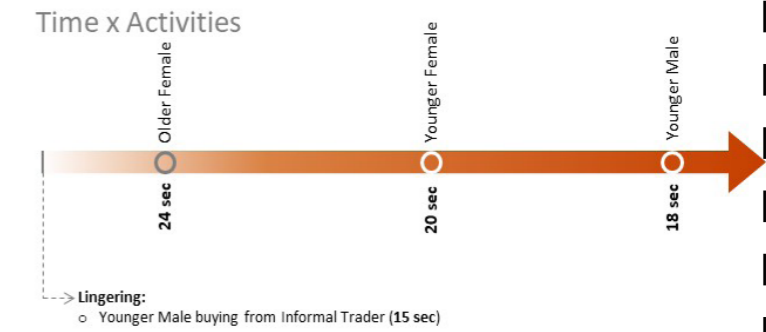 Time x Activities
Older Female
Younger Female
Younger Male
24 sec
20 sec
18 sec
Lingering:
o Younger Male buying from Informal Trader (15 sec)